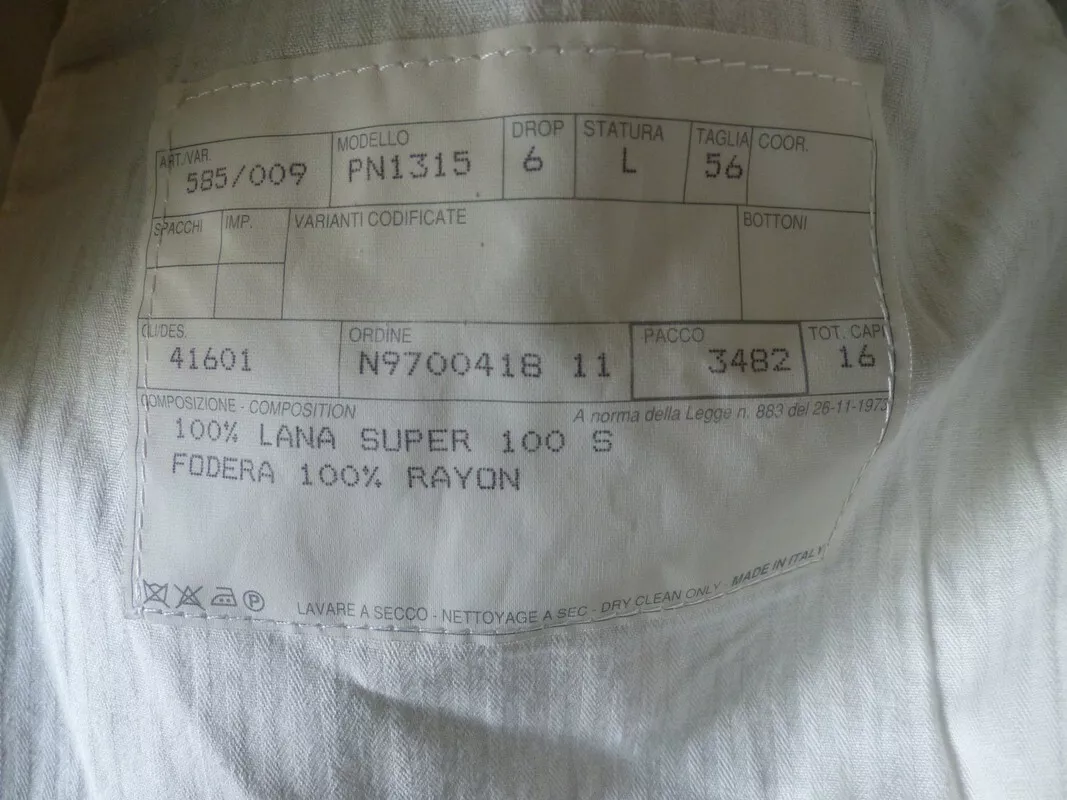 ART./VAR. MODELLO DROP STATURA TAGLIA COOR.
585/009 PN1315 6 L 56
SPACCHI IMP. VARIANTI CODIFICATE BOTTONI
CLI/DES. ORDINE PACCO TOT. CAPI
41601 N9700418 11 3482 16
COMPOSIZIONE - COMPOSITION A norma della Legge n. 883 del 26-11-1973
100% LANA SUPER 100 S
FODERA 100% RAYON
P LAVARE A SECCO - NETTOYAGE A SEC - DRY CLEAN ONLY - MADE IN ITALY